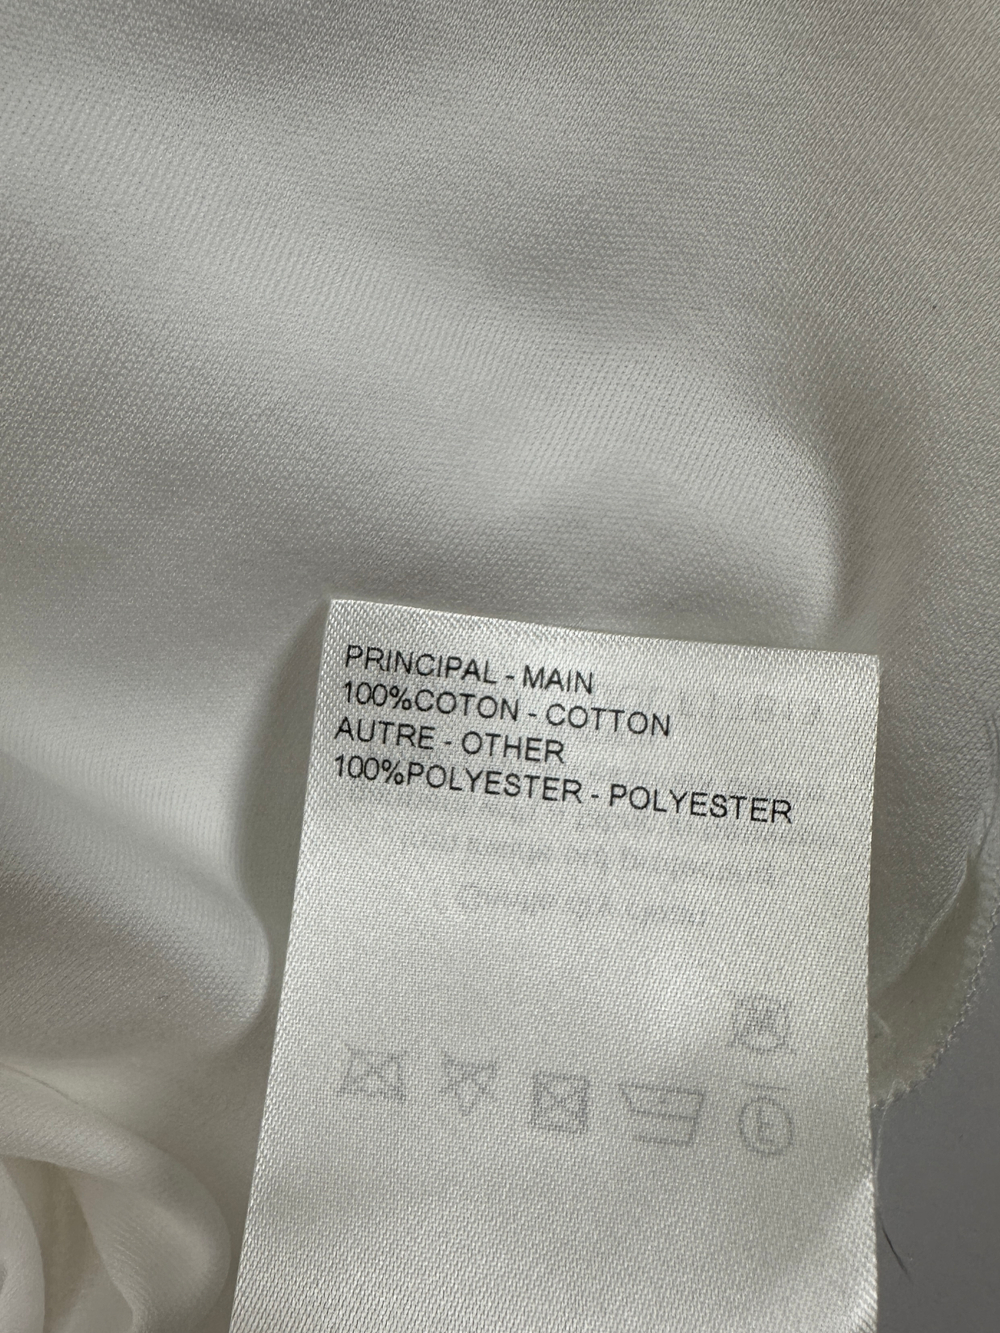 PRINCIPAL - MAIN
100%COTON - COTTON
AUTRE - OTHER
100%POLYESTER - POLYESTER